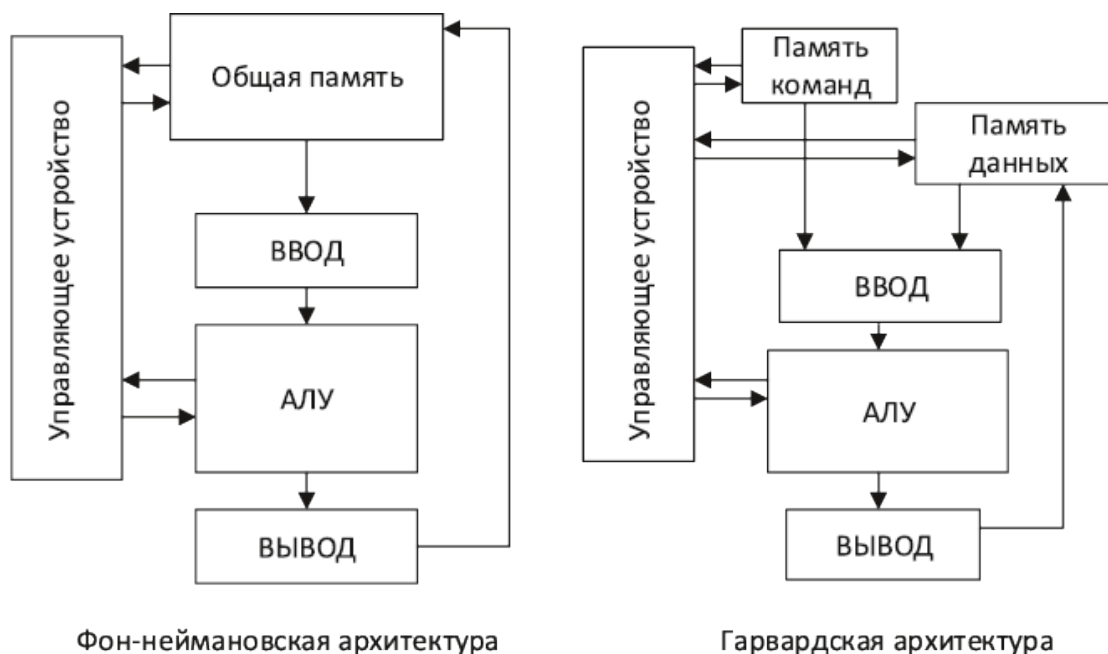 Общая память
Управляющее устройство
ВВОД
АЛУ
ВЫВОД
Фон-неймановская архитектура
Память
команд
Память
данных
Управляющее устройство
ВВОД
АЛУ
ВЫВОД
Гарвардская архитектура